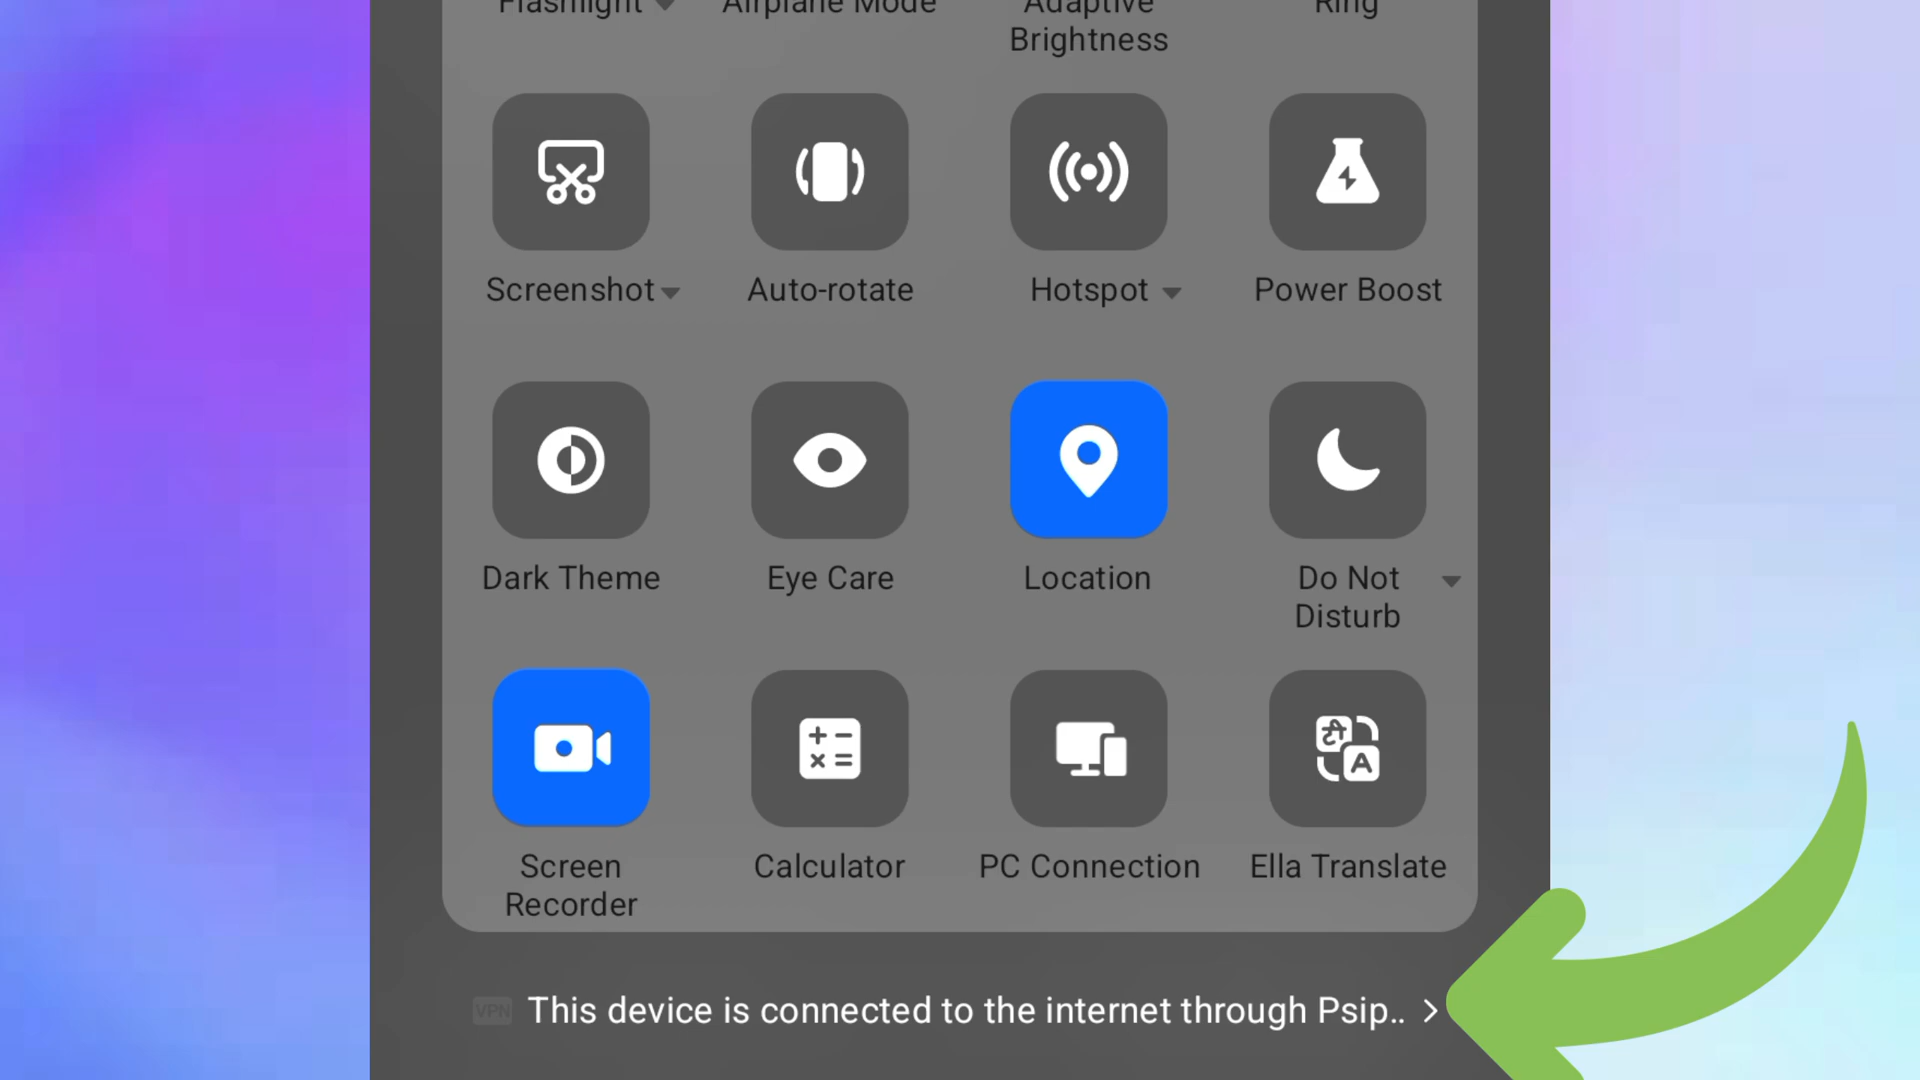 Flashlight
Airplane Mode
Adaptive
Brightness
Ring
Screenshot
Auto-rotate
Hotspot
Power Boost
Dark Theme
Eye Care
Location
Do Not
Disturb
A
Screen
Recorder
Calculator
PC Connection
Ella Translate
VPN
This device is connected to the internet through Psip..